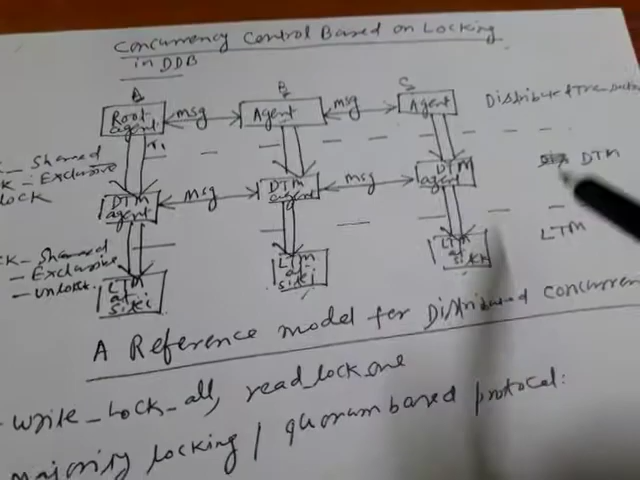 Concurrency Control Based on Locking
in DDB
A B C
Root agent msg Agent msg Agent Distributed Transaction
Shared
Exclusive
LOCK
DTM agent msg DTM agent msg DTM agent DTM
Shared
- Exclusive
- Unlock
LTM at site i LTM at site j LTM at site k LTM
A Reference model for Distributed Concurren
- write_lock_all, read_lock_one
majority locking / quorum based protocol: